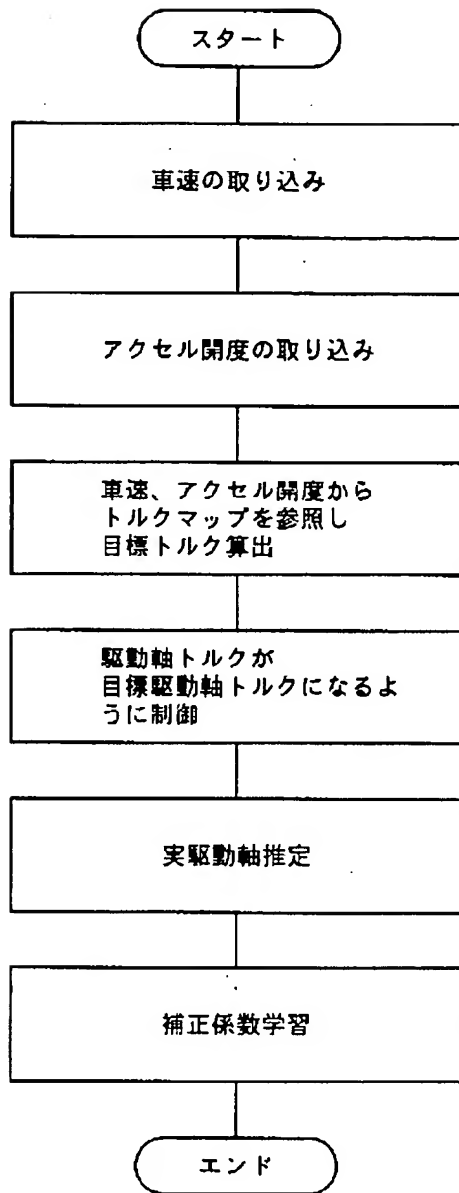 スタート
車速の取り込み
アクセル開度の取り込み
車速、アクセル開度から
トルクマップを参照し
目標トルク算出
駆動軸トルクが
目標駆動軸トルクになるよ
うに制御
実駆動軸推定
補正係数学習
エンド